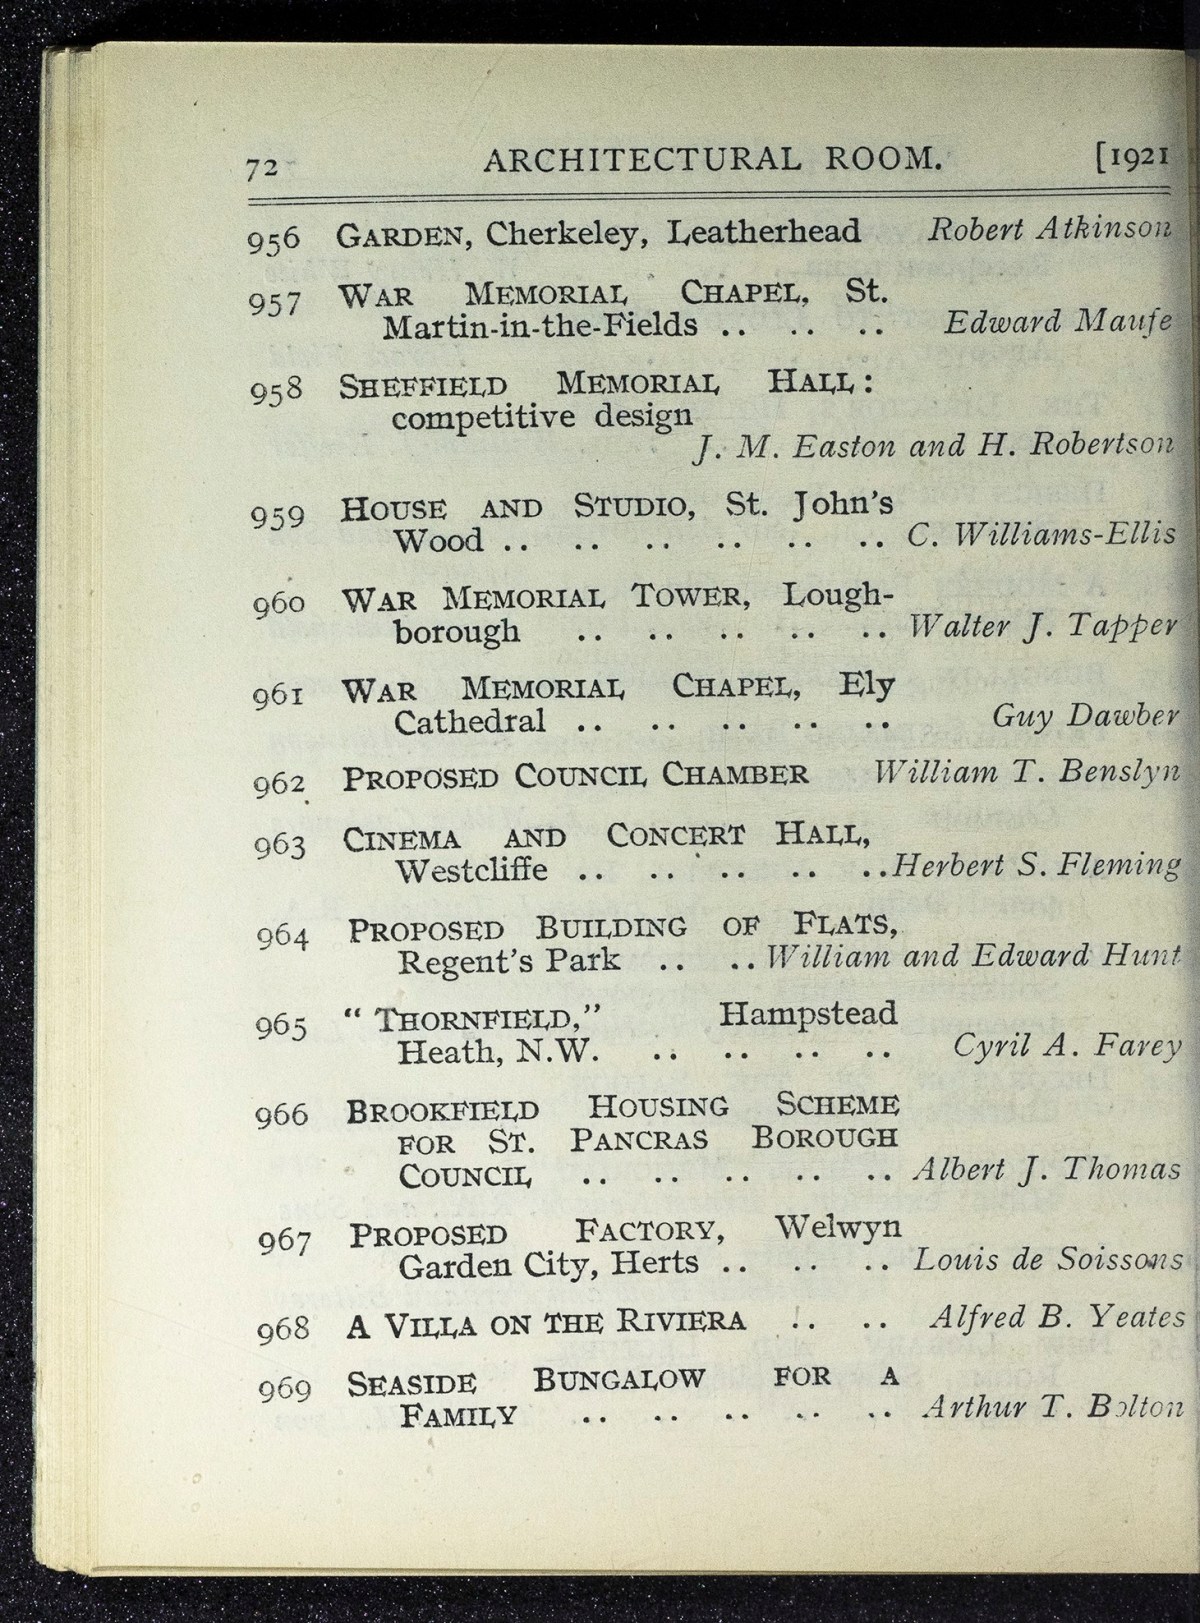 72 ARCHITECTURAL ROOM. [1921
956 GARDEN, Cherkeley, Leatherhead Robert Atkinson
957 WAR MEMORIAL CHAPEL, St.
Martin-in-the-Fields .. .. .. Edward Maufe
958 SHEFFIELD MEMORIAL HALL:
competitive design
J. M. Easton and H. Robertson
959 HOUSE AND STUDIO, St. John's
Wood .. .. .. .. .. .. C. Williams-Ellis
960 WAR MEMORIAL TOWER, Lough-
borough .. .. .. .. .. Walter J. Tapper
961 WAR MEMORIAL CHAPEL, Ely
Cathedral .. .. .. .. .. Guy Dawber
962 PROPOSED COUNCIL CHAMBER William T. Benslyn
963 CINEMA AND CONCERT HALL,
Westcliffe .. .. .. .. .. Herbert S. Fleming
964 PROPOSED BUILDING OF FLATS,
Regent's Park .. .. William and Edward Hunt
965 "THORNFIELD," Hampstead
Heath, N.W. .. .. .. .. Cyril A. Farey
966 BROOKFIELD HOUSING SCHEME
FOR ST. PANCRAS BOROUGH
COUNCIL .. .. .. .. .. Albert J. Thomas
967 PROPOSED FACTORY, Welwyn
Garden City, Herts .. .. .. Louis de Soissons
968 A VILLA ON THE RIVIERA .. .. Alfred B. Yeates
969 SEASIDE BUNGALOW FOR A
FAMILY .. .. .. .. .. Arthur T. Bolton